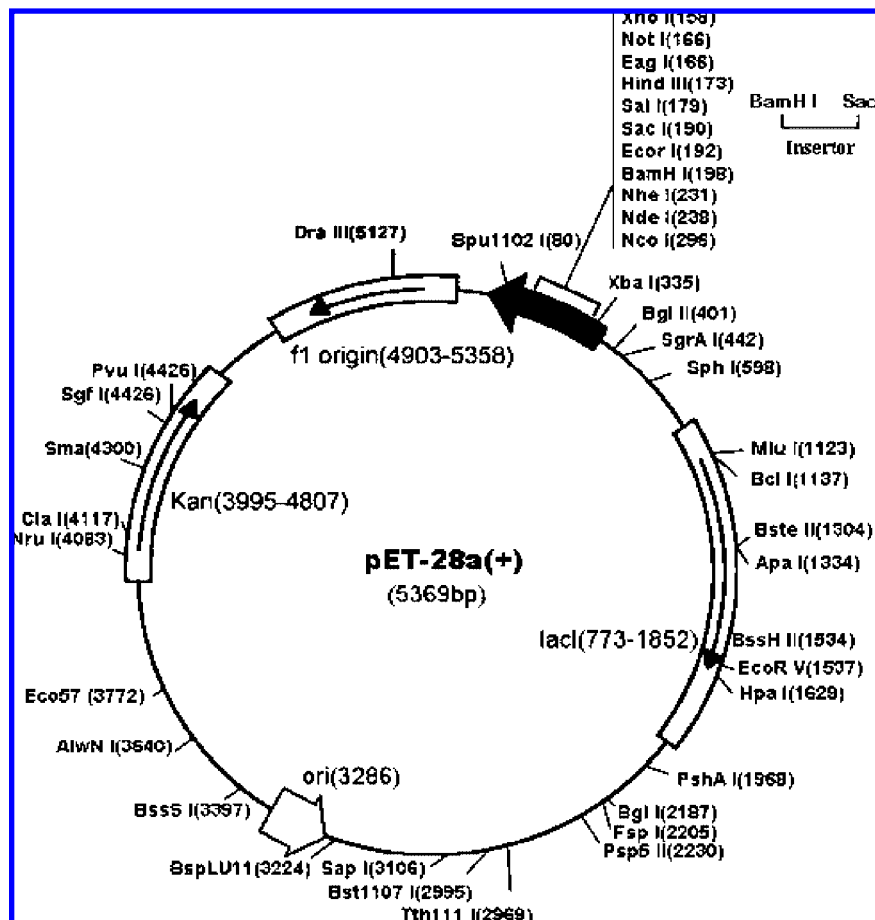 Xho I(158)
Not I(166)
Eag I(166)
Hind III(173)
Sal I(179)
Sac I(190)
Ecor I(192)
BamH I(198)
Nhe I(231)
Nde I(238)
Nco I(296)
BamH I Sac
Insertor
Dra III(5127)
Bpu1102 I(80)
Xba I(335)
Bgl II(401)
SgrA I(442)
Sph I(598)
f1 origin(4903-5358)
Pvu I(4426)
Sgf I(4426)
Sma(4300)
Kan(3995-4807)
Cla I(4117)
Nru I(4083)
Mlu I(1123)
Bcl I(1137)
Bste II(1304)
Apa I(1334)
pET-28a(+)
(5369bp)
lacI(773-1852)
BssH II(1534)
EcoR V(1537)
Hpa I(1629)
Eco57 (3772)
AlwN I(3640)
ori(3286)
BssS I(3397)
PshA I(1968)
Bgl I(2187)
Fsp I(2205)
Psp5 II(2230)
BspLU11(3224)
Sap I(3106)
Bst1107 I(2995)
Tth111 I(2969)